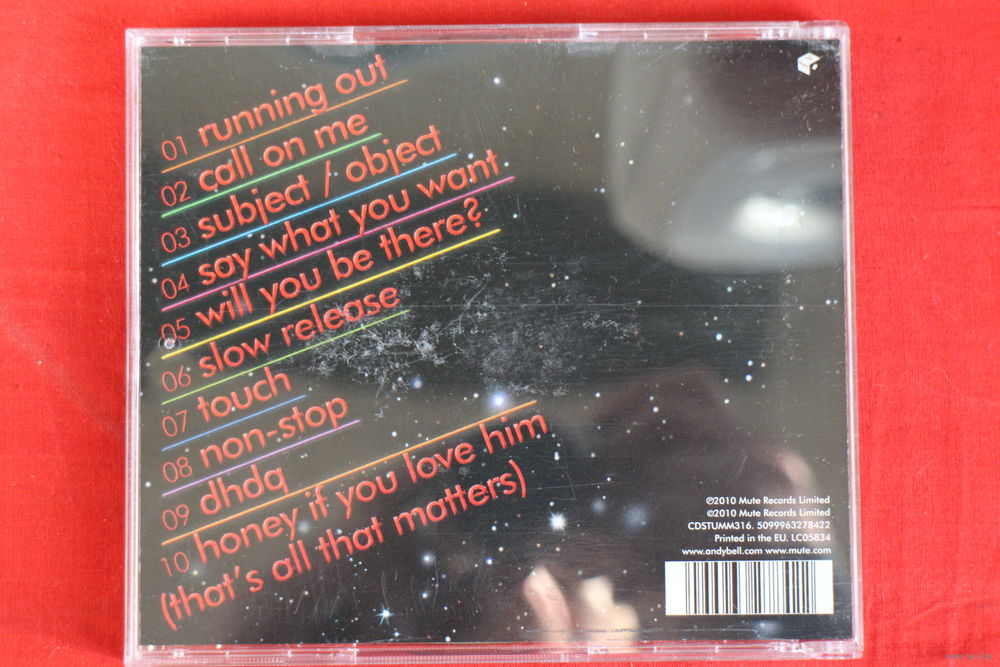 01 running out
02 call on me
03 subject / object
04 say what you want
05 will you be there?
06 slow release
07 touch
08 non-stop
09 dhdq
10 honey if you love him
(that's all that matters)
℗2010 Mute Records Limited
©2010 Mute Records Limited
CDSTUMM316. 5099963278422
Printed in the EU. LC05834
www.andybell.com www.mute.com